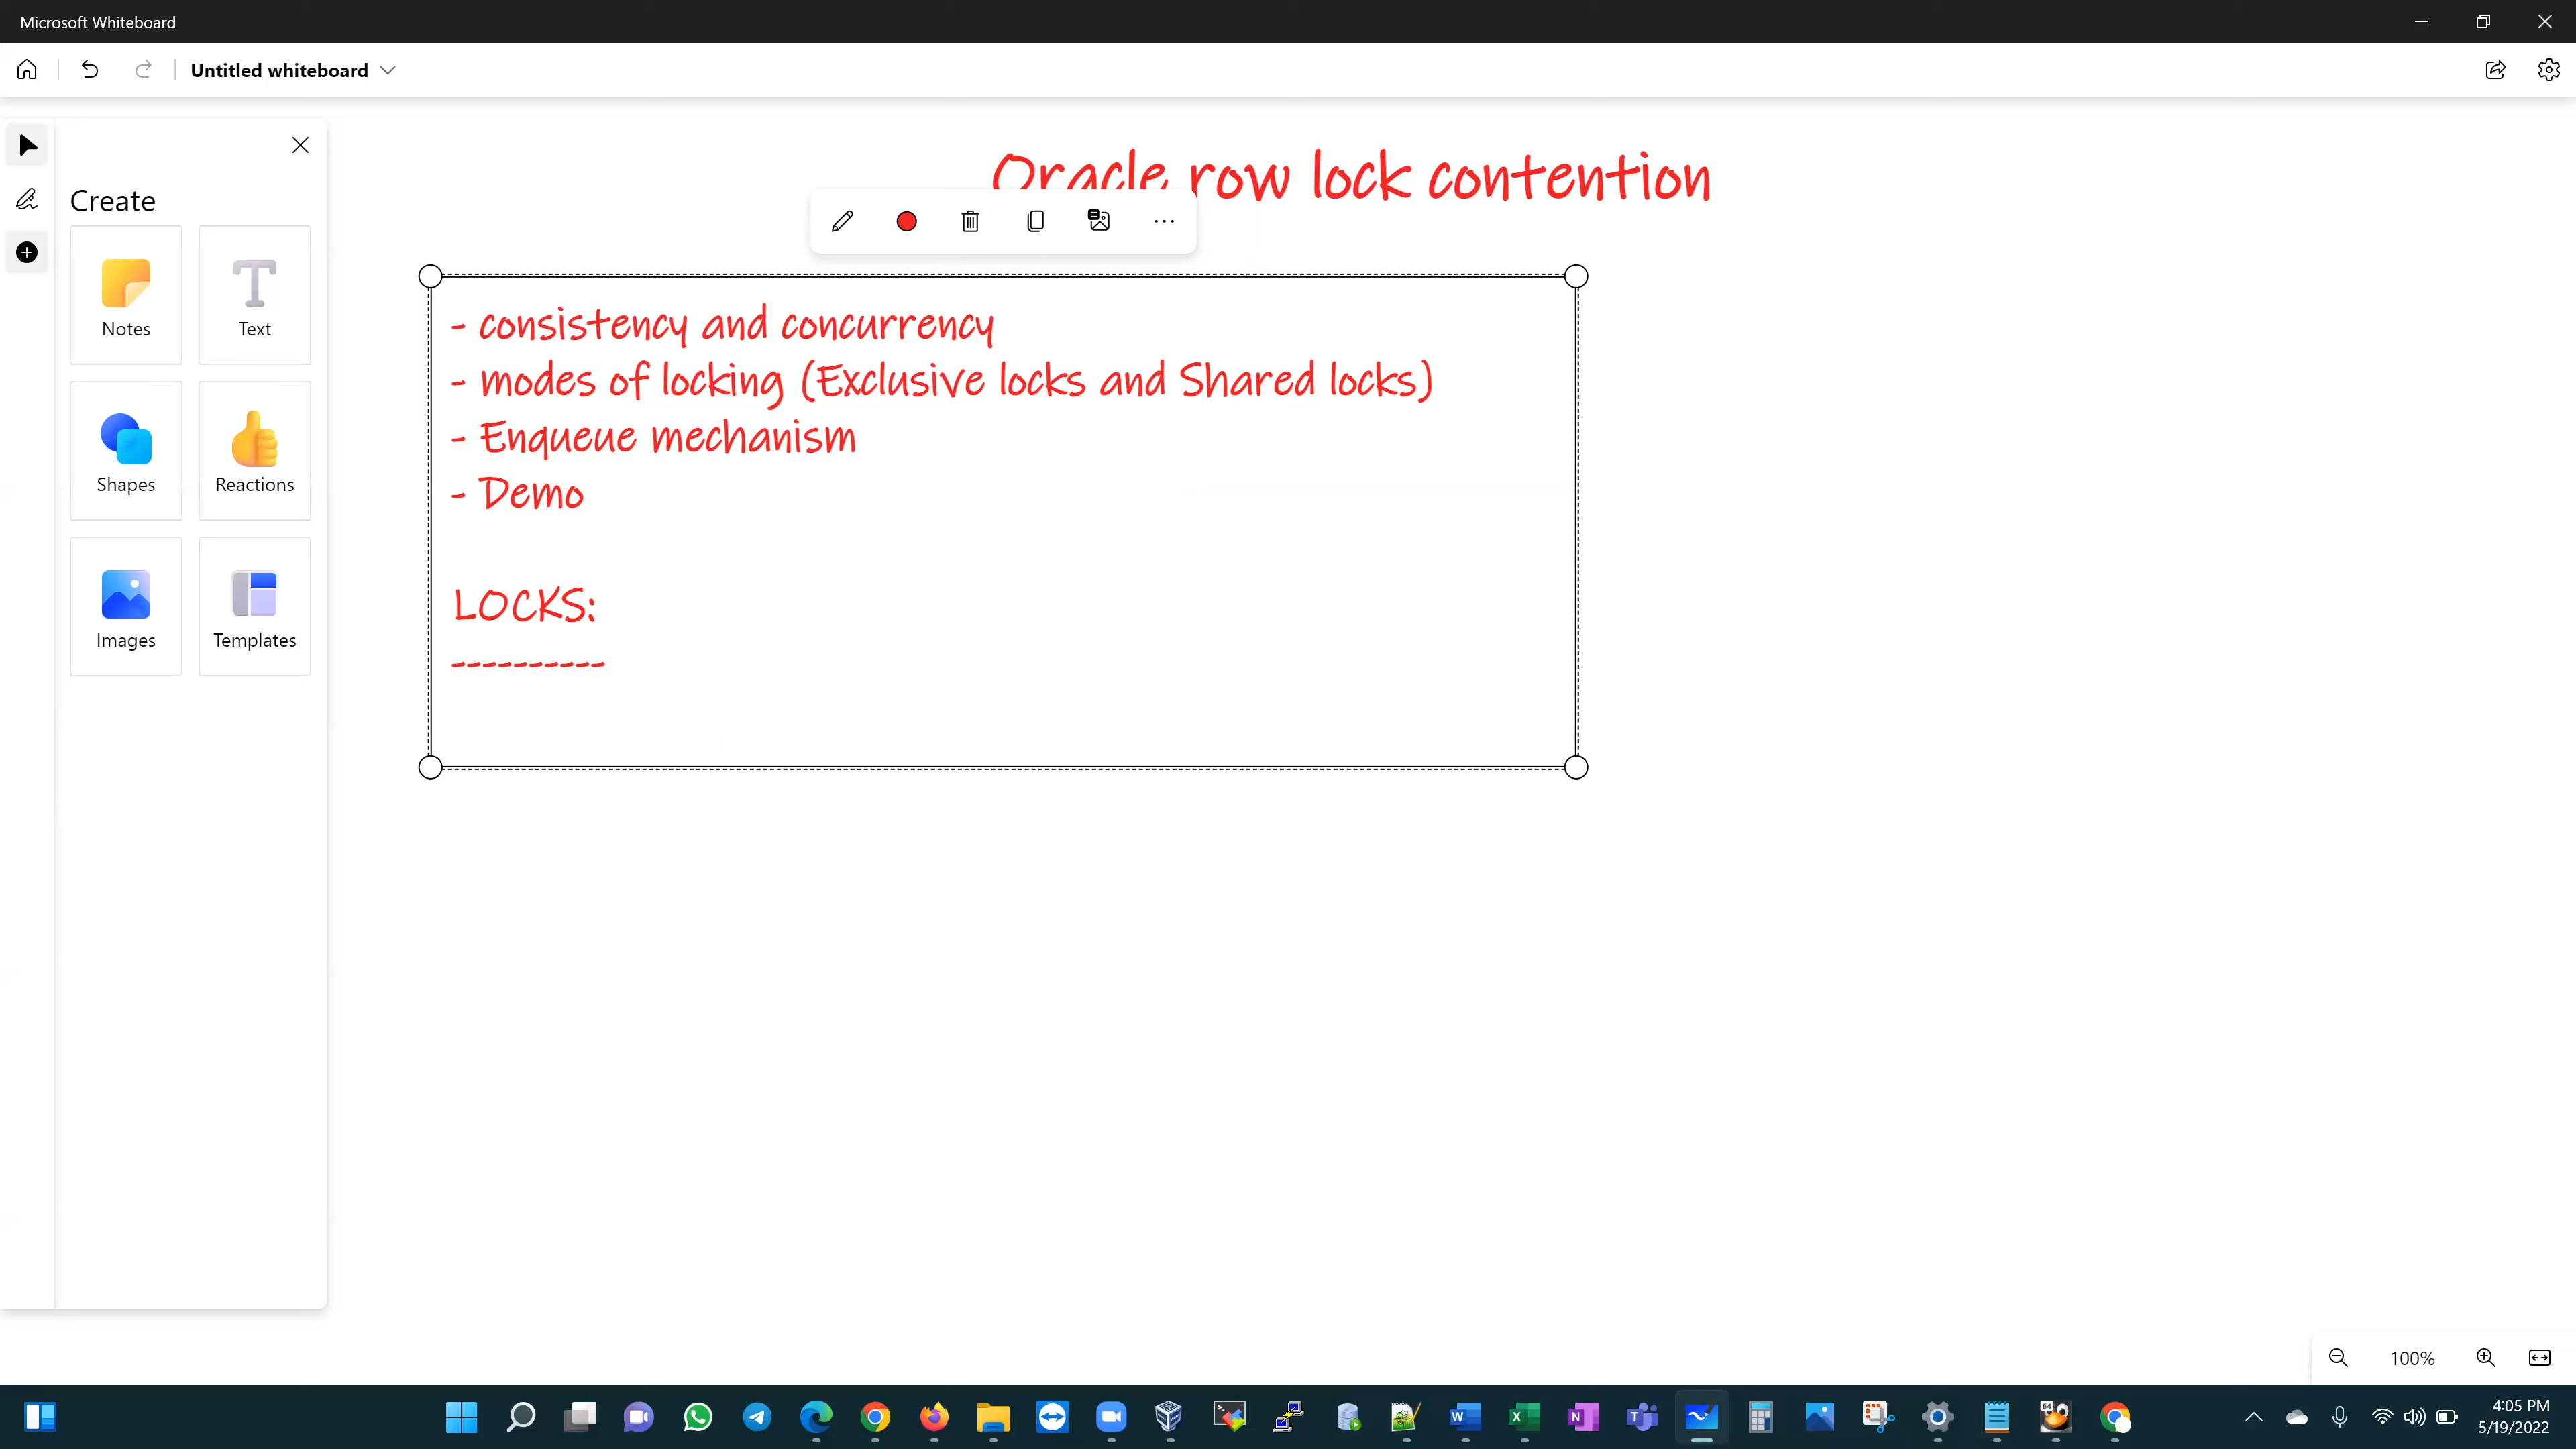 Microsoft Whiteboard
Untitled whiteboard
Create
Notes
Text
Shapes
Reactions
Images
Templates
Oracle row lock contention
- consistency and concurrency
- modes of locking (Exclusive locks and Shared locks)
- Enqueue mechanism
- Demo
LOCKS:
----------
100%
4:05 PM
5/19/2022